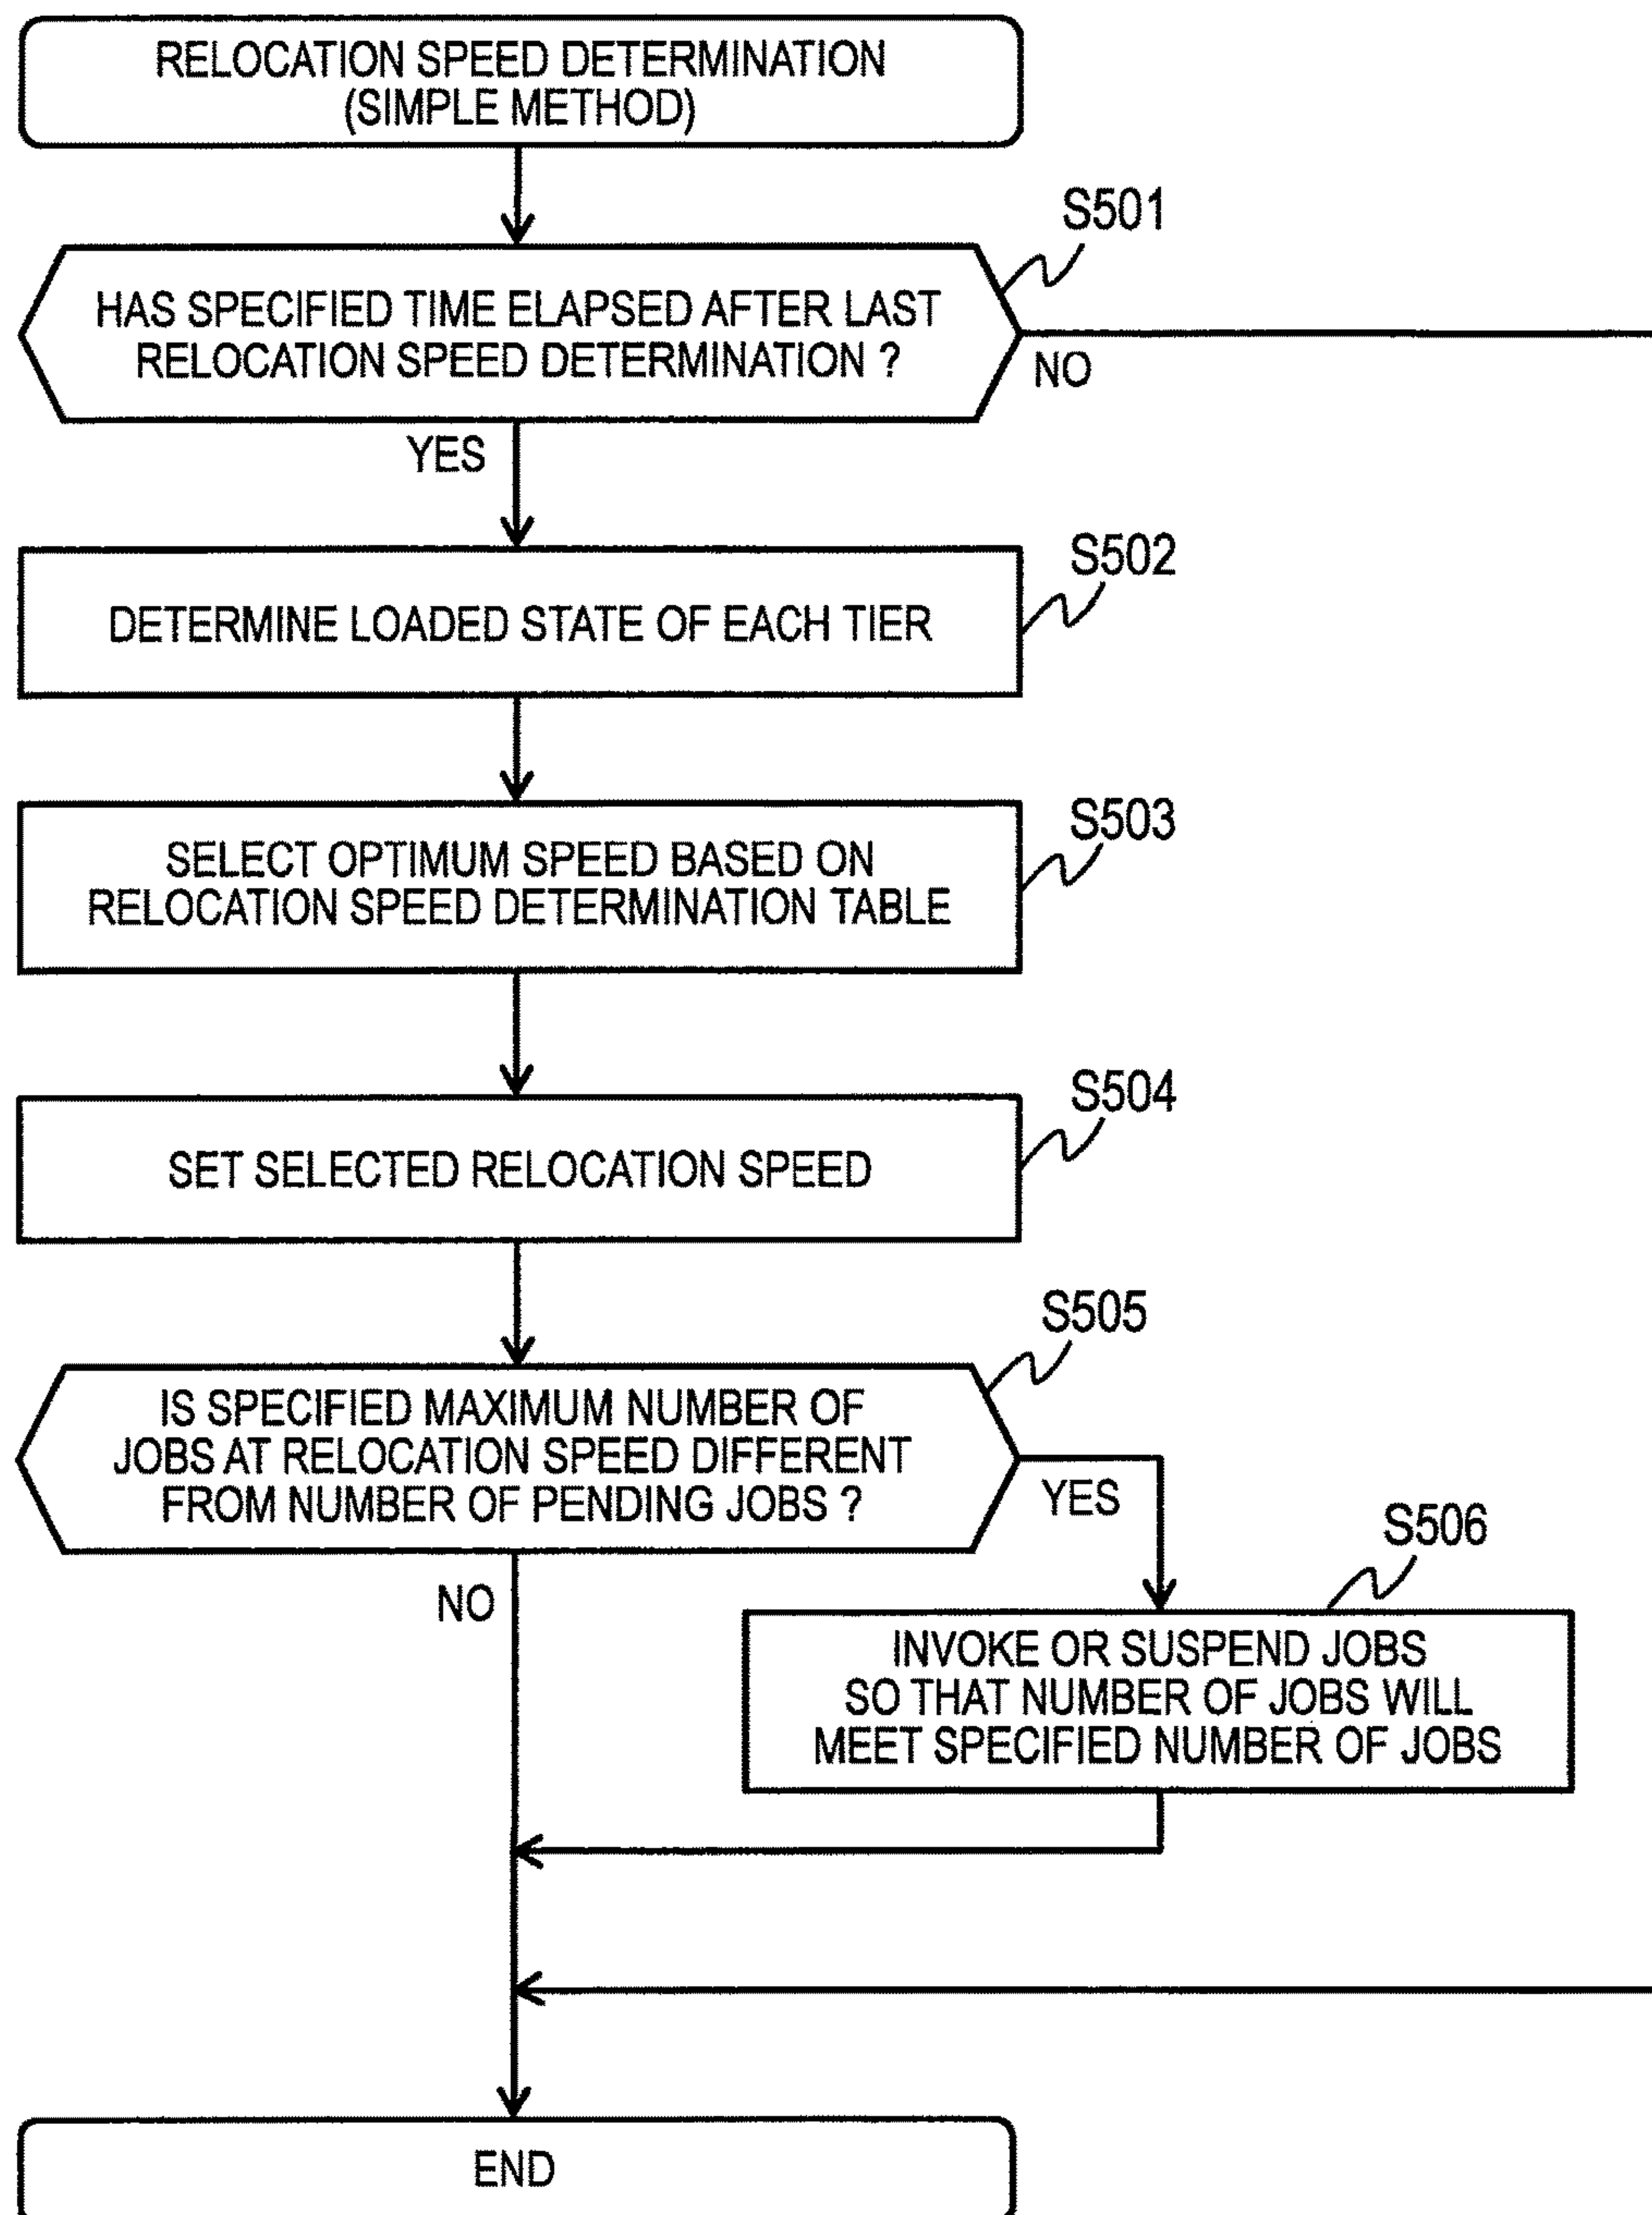 RELOCATION SPEED DETERMINATION
(SIMPLE METHOD)
S501
HAS SPECIFIED TIME ELAPSED AFTER LAST
RELOCATION SPEED DETERMINATION ?
NO
YES
S502
DETERMINE LOADED STATE OF EACH TIER
S503
SELECT OPTIMUM SPEED BASED ON
RELOCATION SPEED DETERMINATION TABLE
S504
SET SELECTED RELOCATION SPEED
S505
IS SPECIFIED MAXIMUM NUMBER OF
JOBS AT RELOCATION SPEED DIFFERENT
FROM NUMBER OF PENDING JOBS ?
YES
NO
S506
INVOKE OR SUSPEND JOBS
SO THAT NUMBER OF JOBS WILL
MEET SPECIFIED NUMBER OF JOBS
END